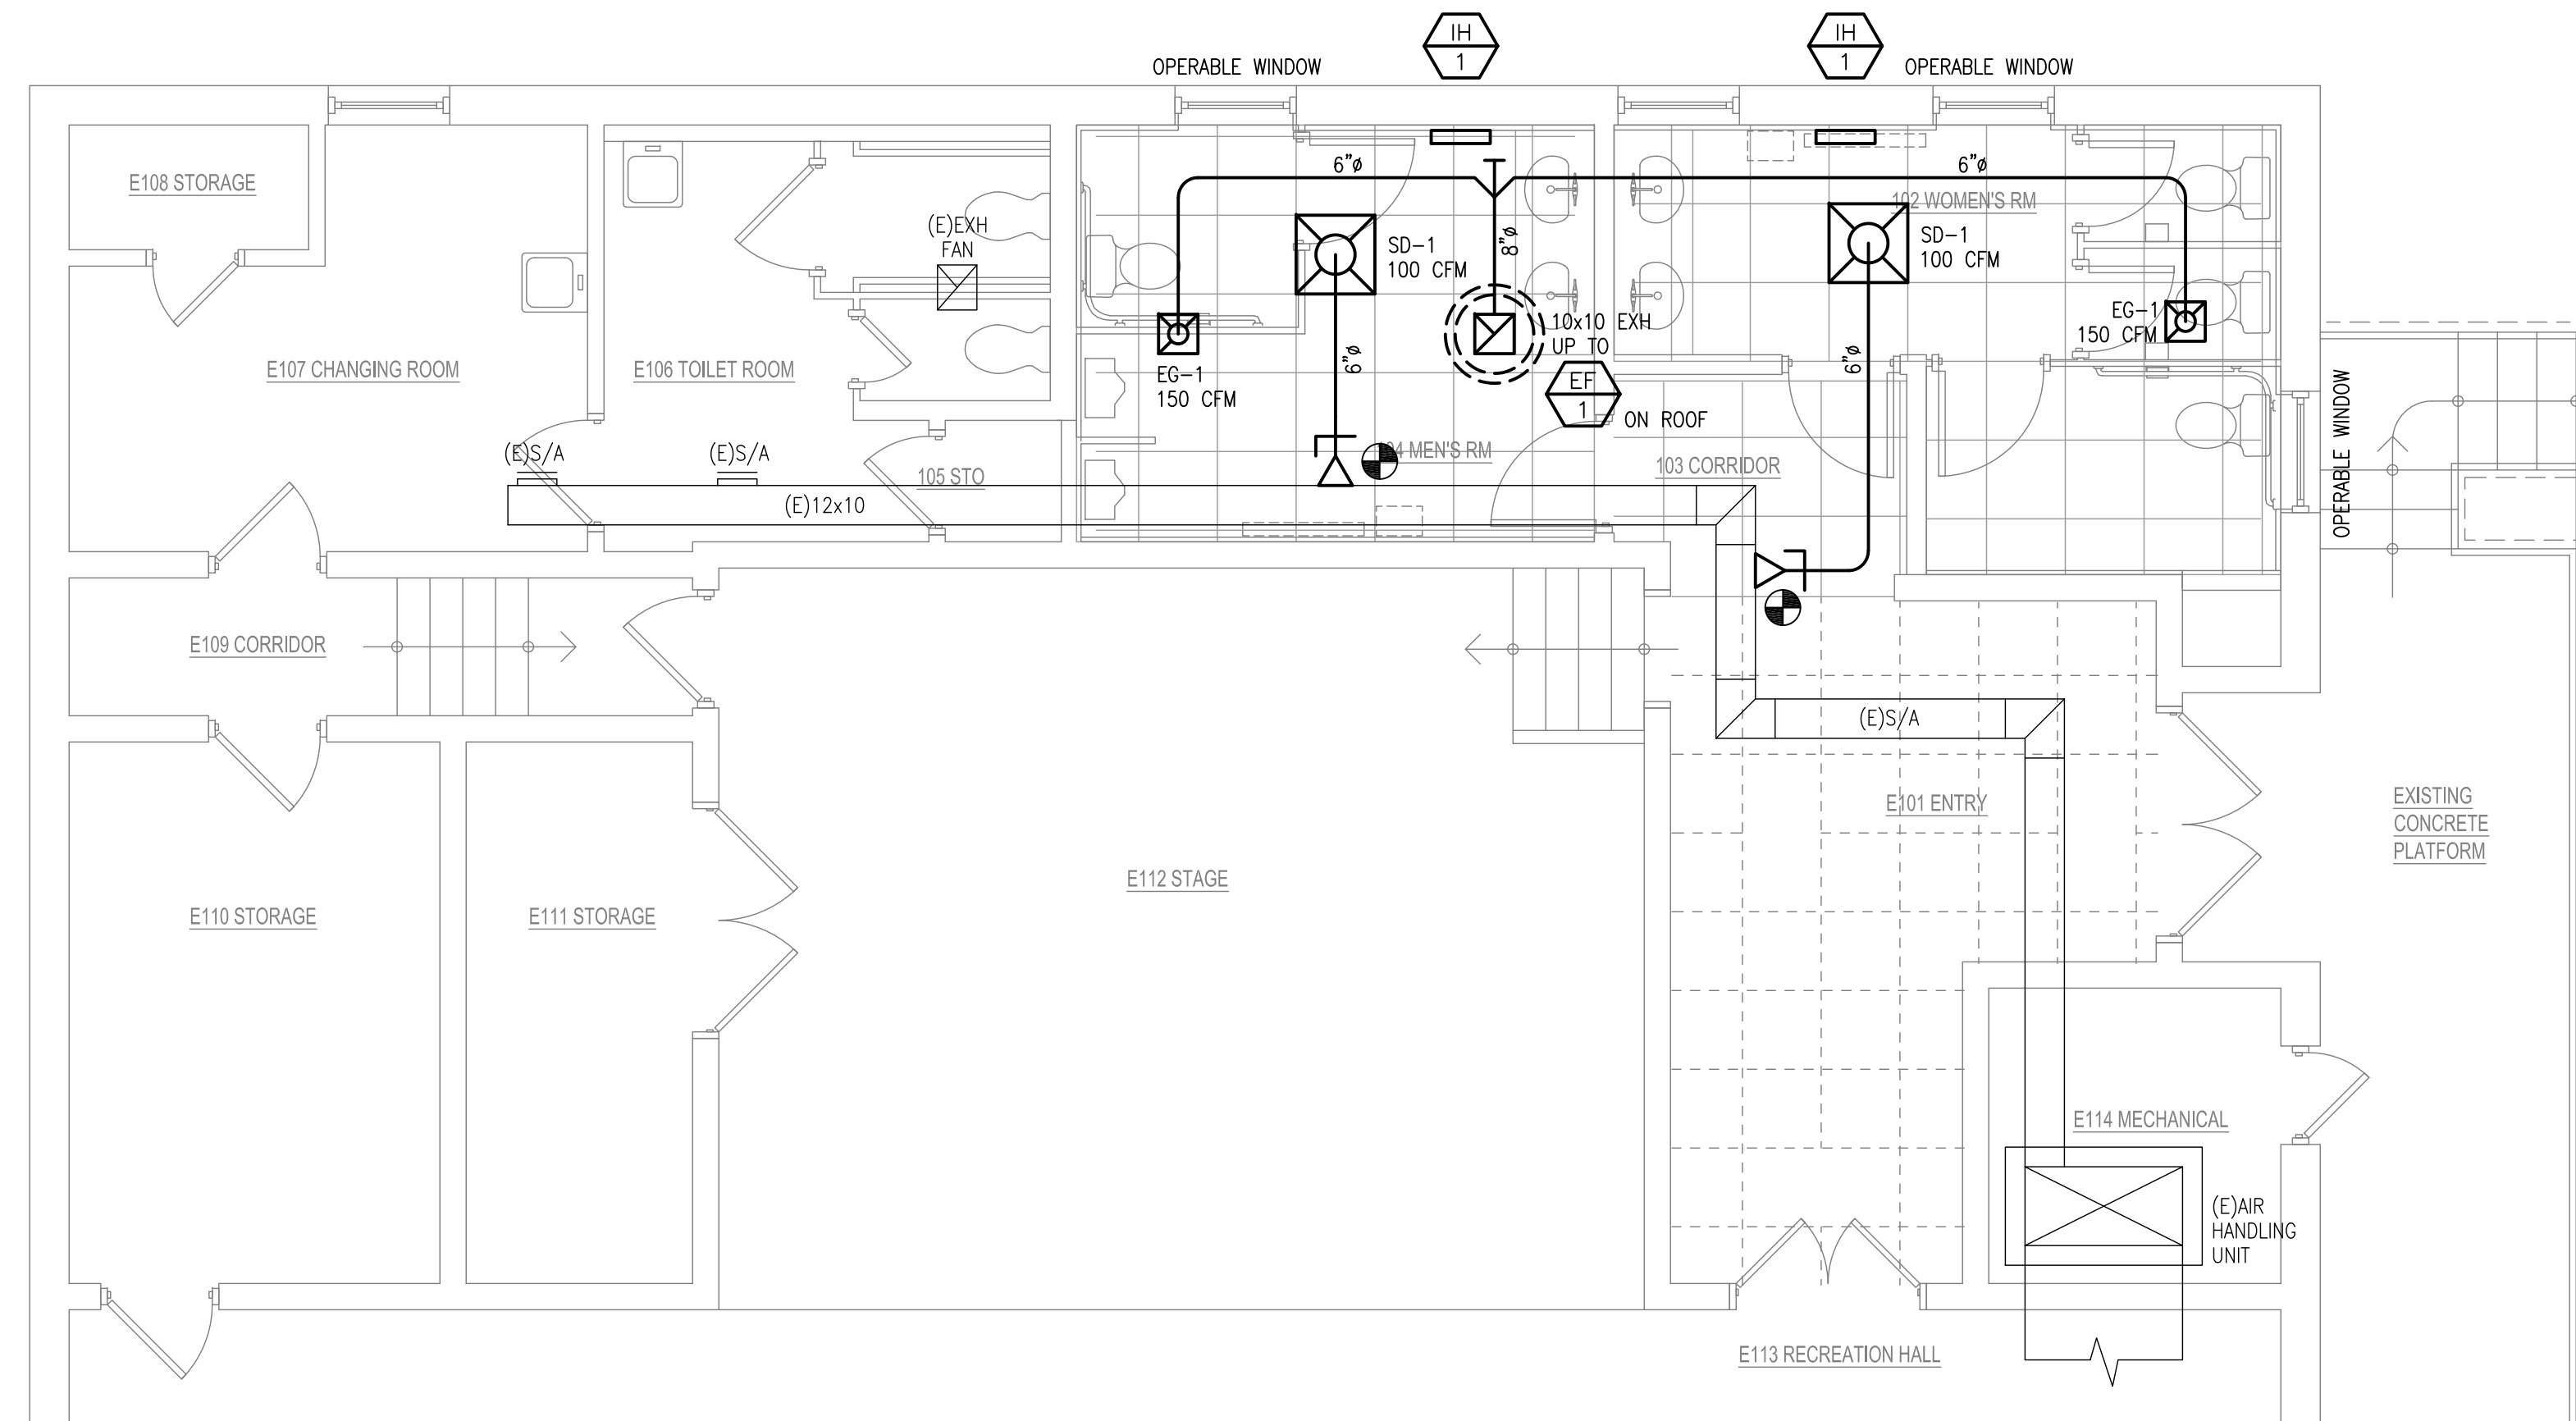 IH
1
IH
1
OPERABLE WINDOW
OPERABLE WINDOW
6"ø
6"ø
E108 STORAGE
102 WOMEN'S RM
(E)EXH
FAN
SD-1
100 CFM
8"ø
SD-1
100 CFM
10x10 EXH
UP TO
EG-1
150 CFM
6"ø
6"ø
E107 CHANGING ROOM
E106 TOILET ROOM
EG-1
150 CFM
EF
1
ON ROOF
OPERABLE WINDOW
(E)S/A
(E)S/A
104 MEN'S RM
103 CORRIDOR
105 STO
(E)12x10
E109 CORRIDOR
(E)S/A
E101 ENTRY
EXISTING
CONCRETE
PLATFORM
E112 STAGE
E110 STORAGE
E111 STORAGE
E114 MECHANICAL
(E)AIR
HANDLING
UNIT
E113 RECREATION HALL